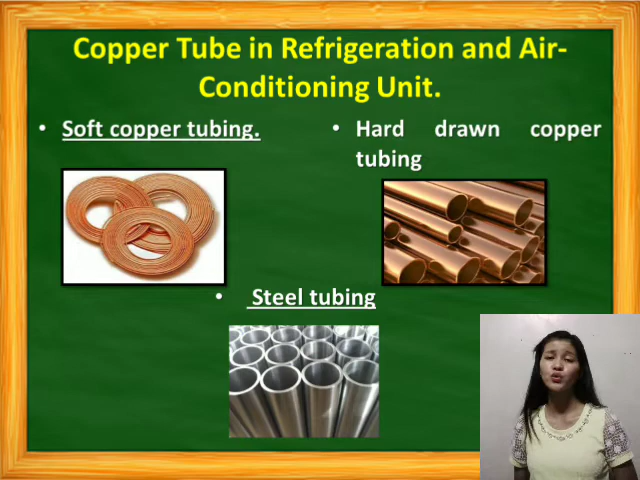 Copper Tube in Refrigeration and Air-
Conditioning Unit.
• Soft copper tubing.
• Hard drawn copper
tubing
• Steel tubing